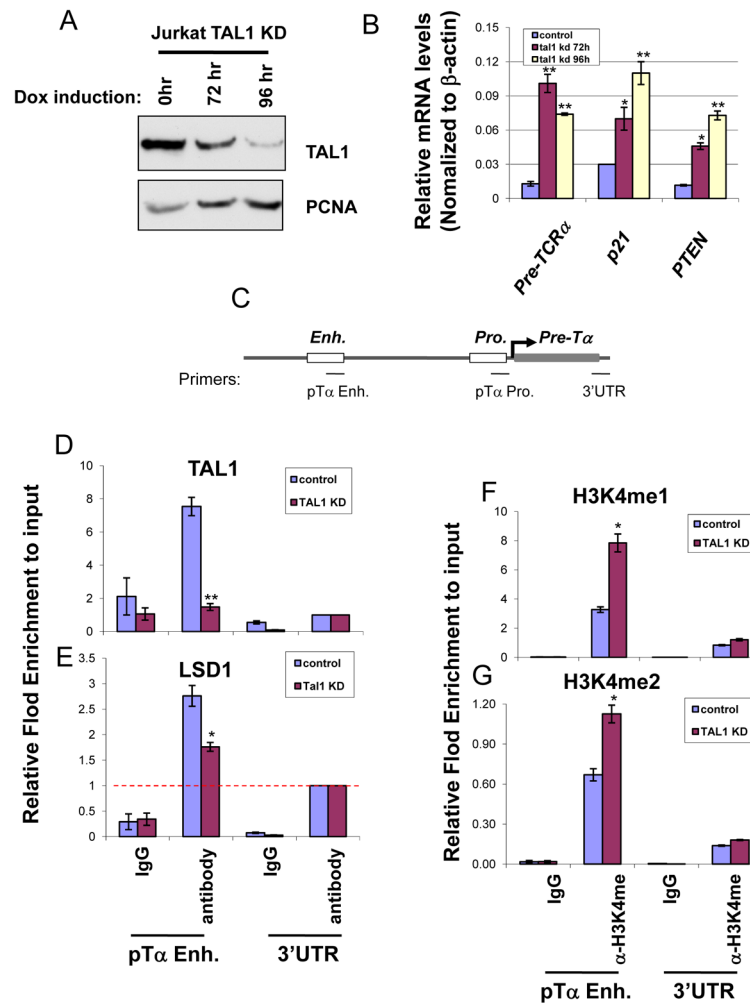 A
Jurkat TAL1 KD
Dox induction:
0hr
72 hr
96 hr
TAL1
PCNA
B
Relative mRNA levels
(Nomalized to β-actin)
control
tal1 kd 72h
tal1 kd 96h
0.15
0.12
0.09
0.06
0.03
0
**
**
*
**
*
**
Pre-TCRα
p21
PTEN
C
Enh.
Pro.
Pre-Tα
Primers:
pTα Enh.
pTα Pro.
3'UTR
D
TAL1
control
TAL1 KD
10
8
6
4
2
0
**
E
LSD1
control
Tal1 KD
3.5
3
2.5
2
1.5
1
0.5
0
*
Relative Flod Enrichment to input
IgG
antibody
IgG
antibody
pTα Enh.
3'UTR
F
H3K4me1
control
TAL1 KD
10
8
6
4
2
0
*
G
H3K4me2
control
TAL1 KD
1.20
0.90
0.60
0.30
0.00
*
Relative Flod Enrichment to input
IgG
α-H3K4me
IgG
α-H3K4me
pTα Enh.
3'UTR